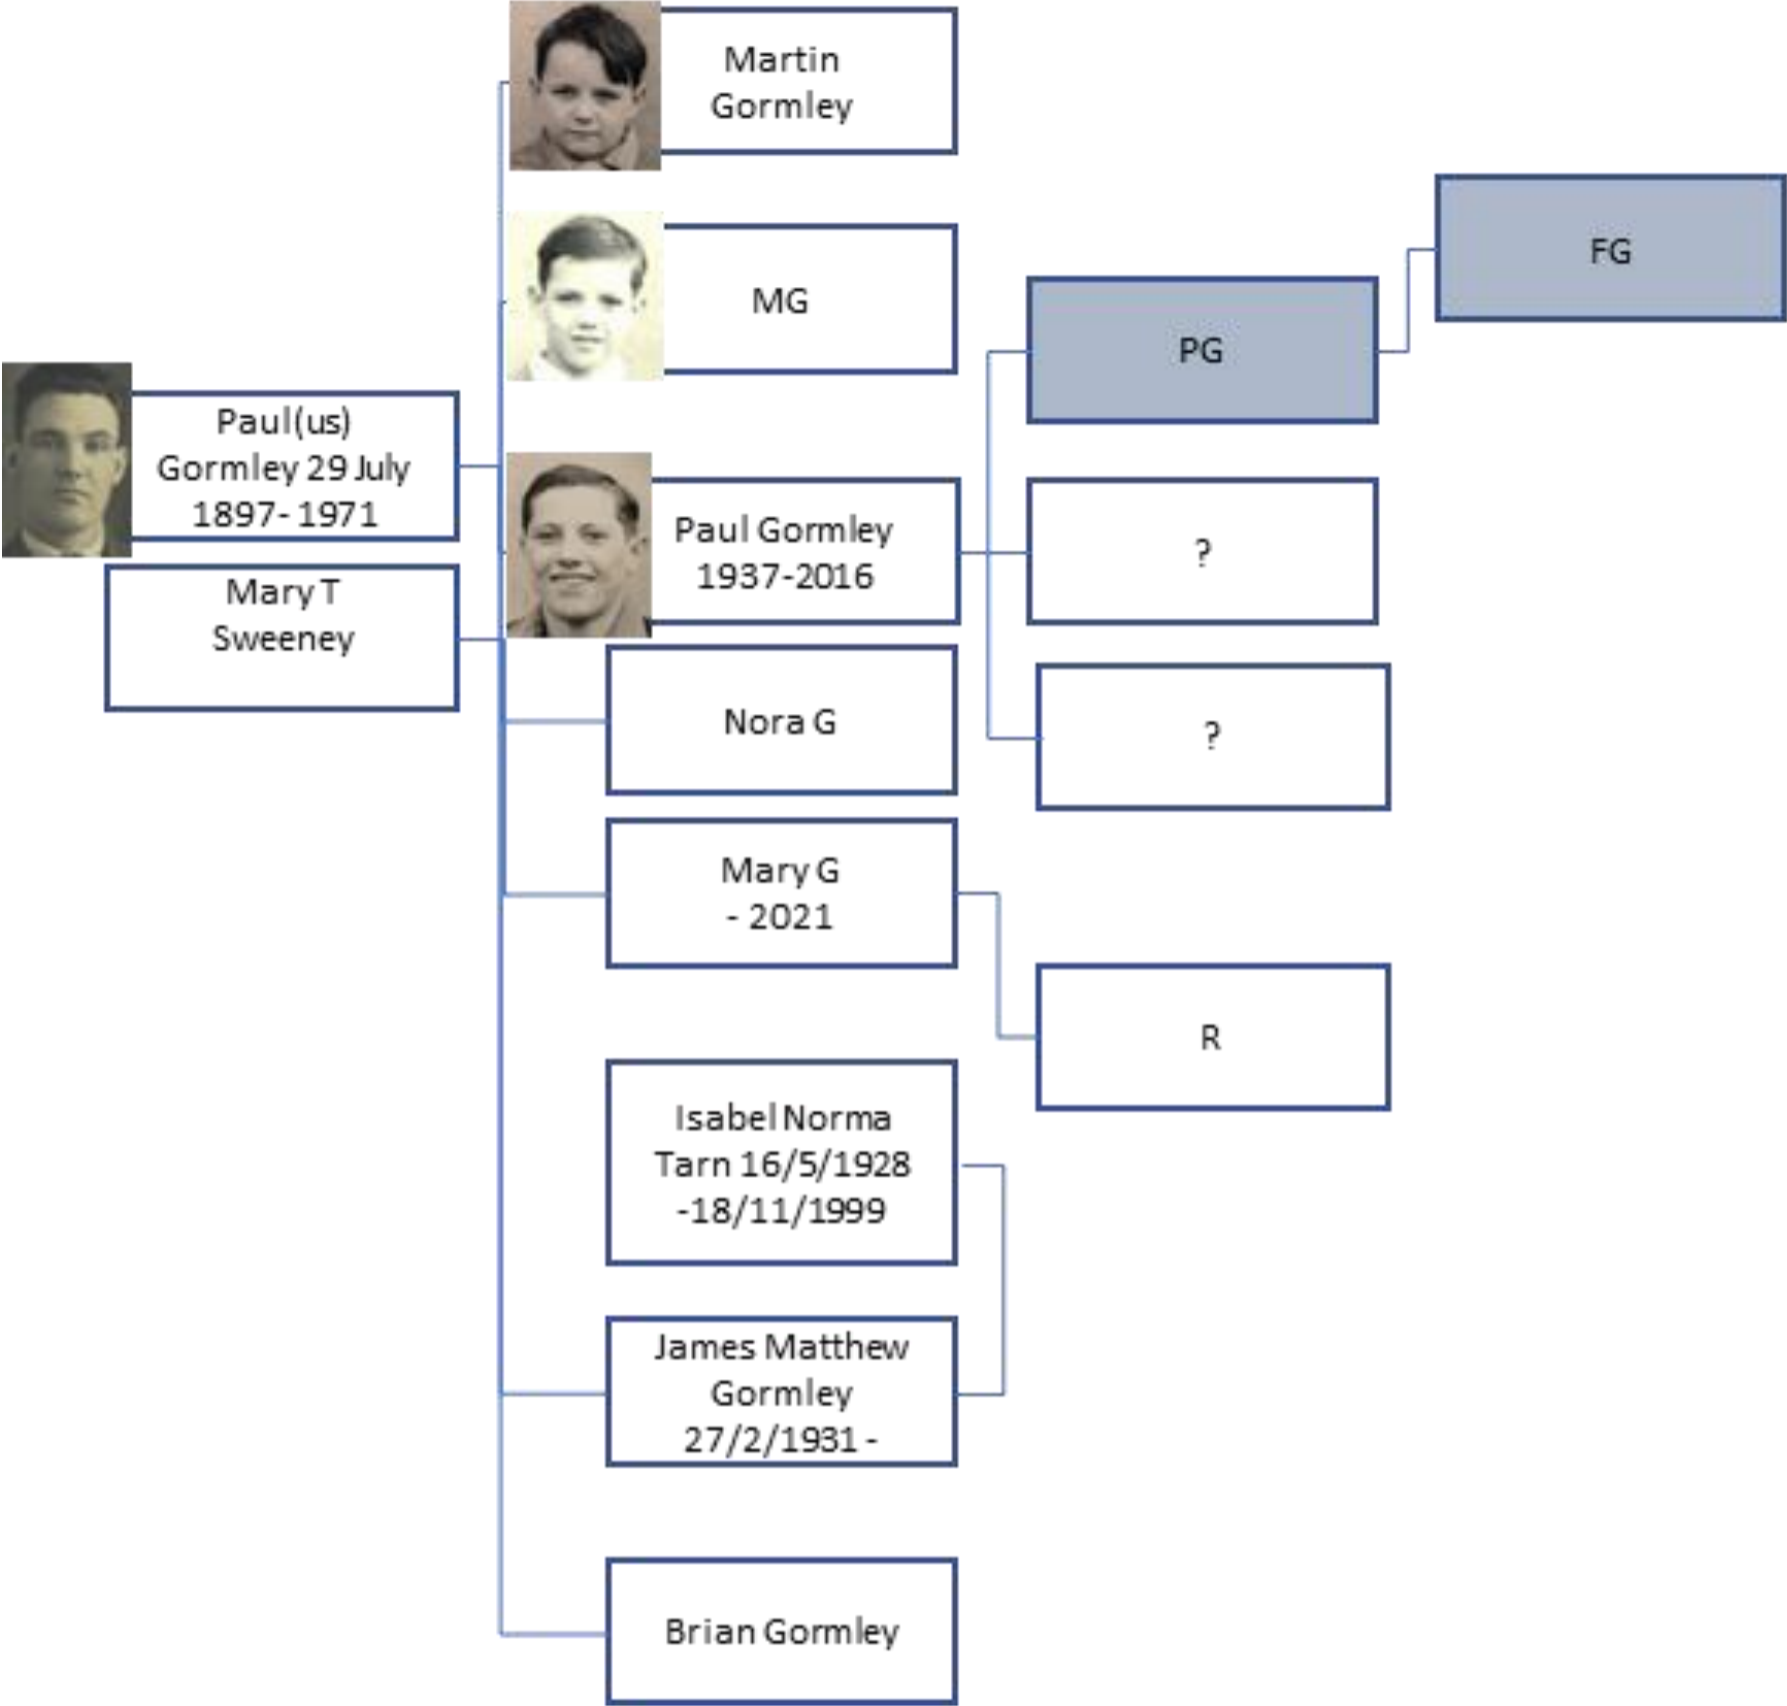 Martin
Gormley
FG
MG
PG
Paul(us)
Gormley 29 July
1897- 1971
Paul Gormley
1937-2016
?
Mary T
Sweeney
Nora G
?
Mary G
- 2021
R
Isabel Norma
Tarn 16/5/1928
-18/11/1999
James Matthew
Gormley
27/2/1931 -
Brian Gormley